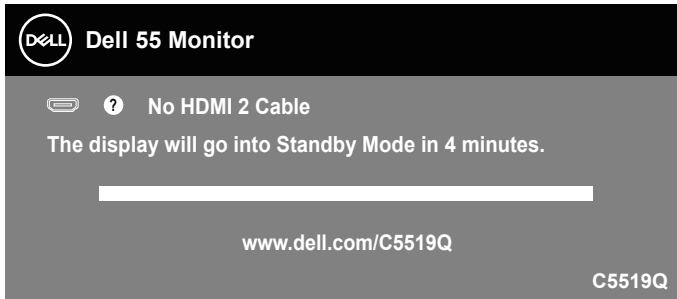 DELL Dell 55 Monitor
? No HDMI 2 Cable
The display will go into Standby Mode in 4 minutes.
www.dell.com/C5519Q
C5519Q